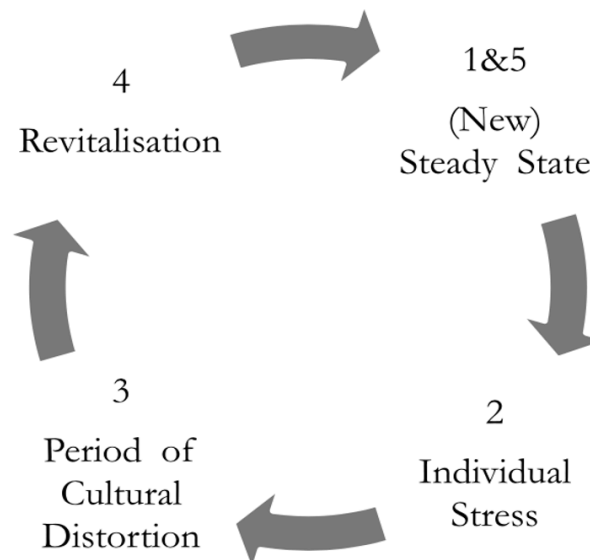 1&5
(New)
Steady State
2
Individual
Stress
3
Period of
Cultural
Distortion
4
Revitalisation